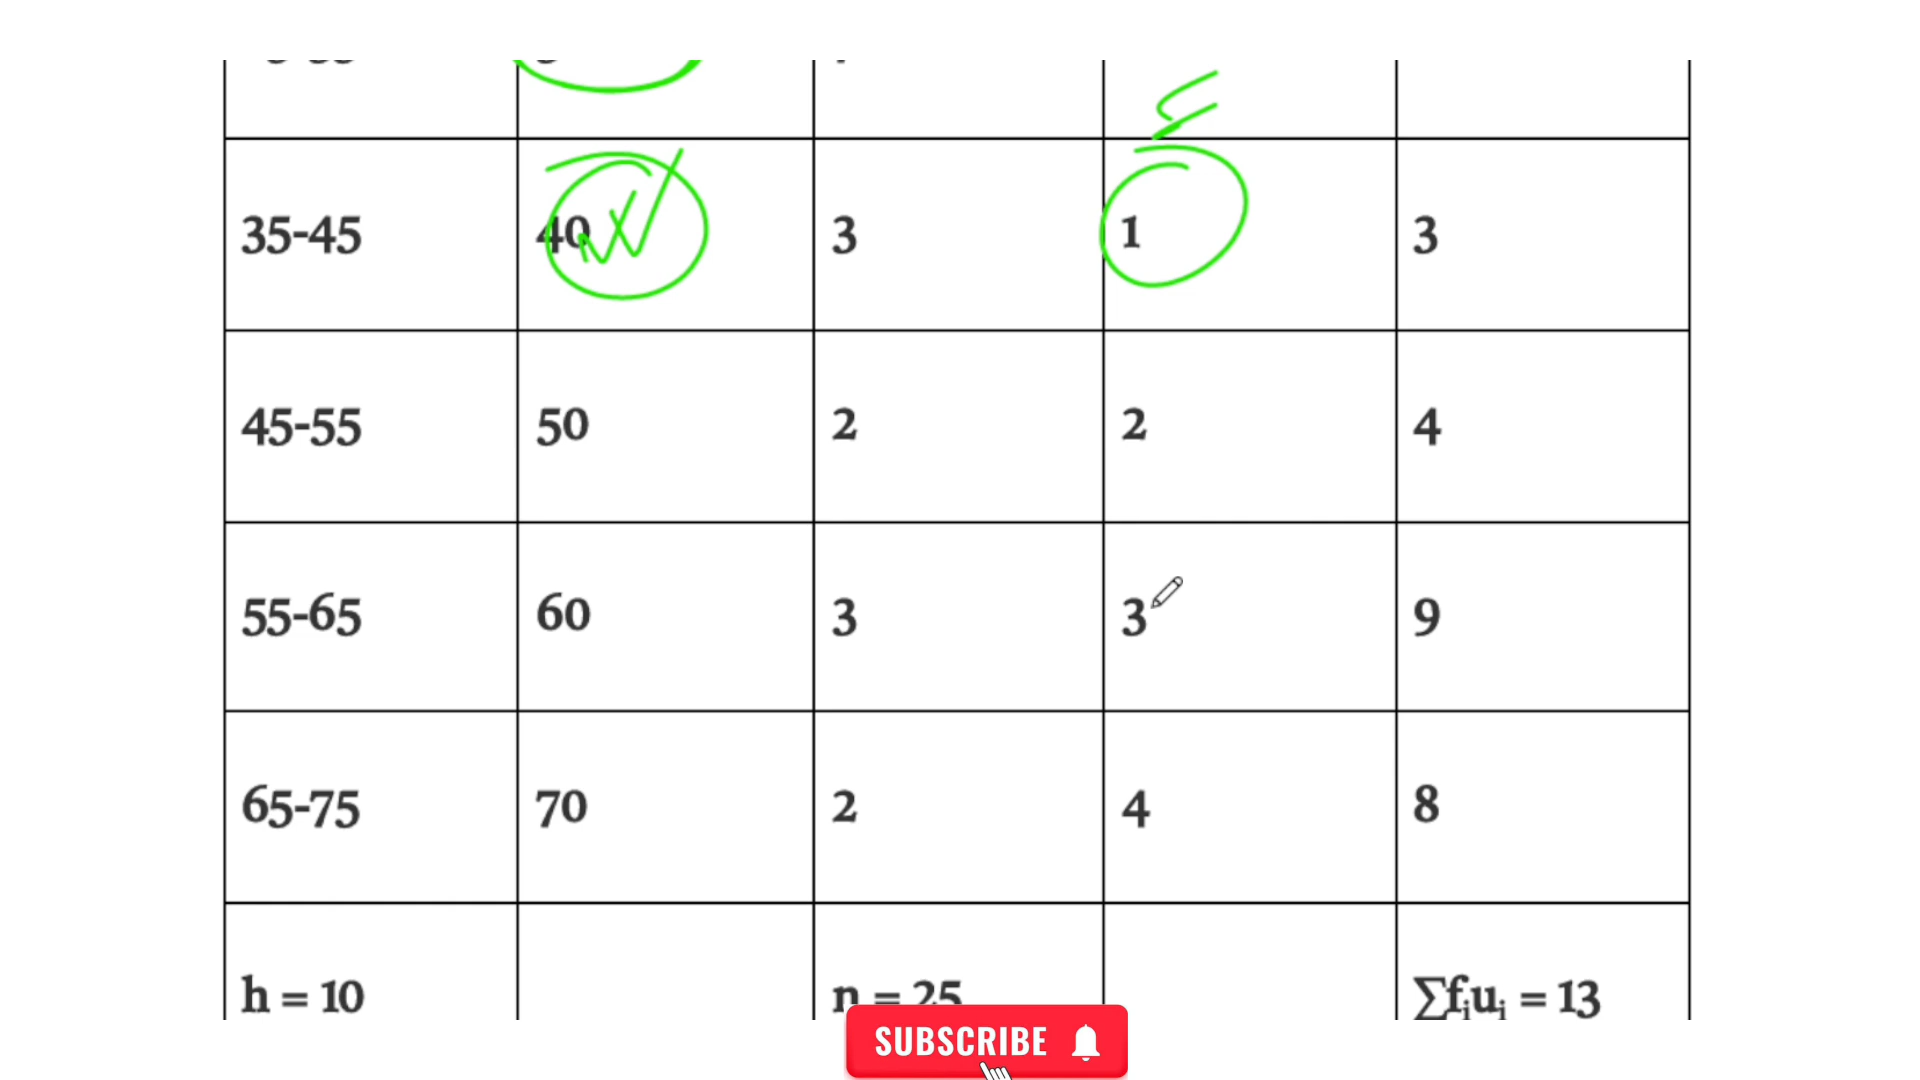 35-45 40 3 1 3
45-55 50 2 2 4
55-65 60 3 3 9
65-75 70 2 4 8
h = 10 n = 25 ∑fᵢuᵢ = 13
SUBSCRIBE